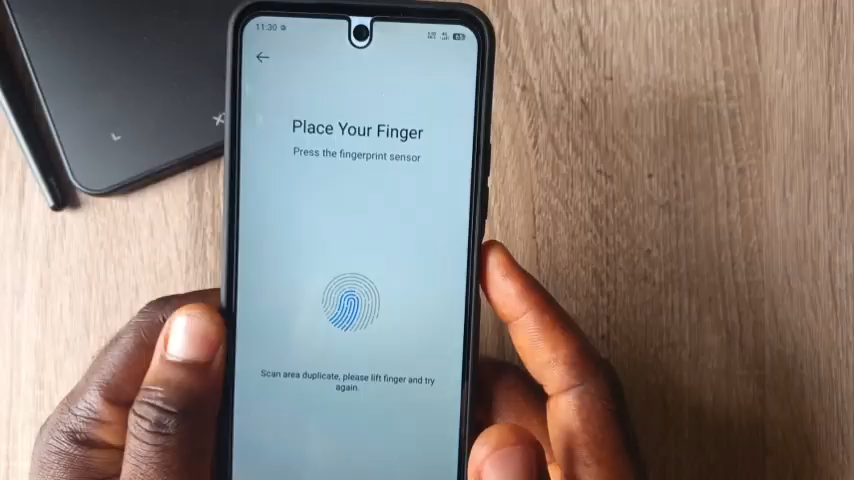 11:30
Place Your Finger
Press the fingerprint sensor
Scan area duplicate, please lift finger and try
again.